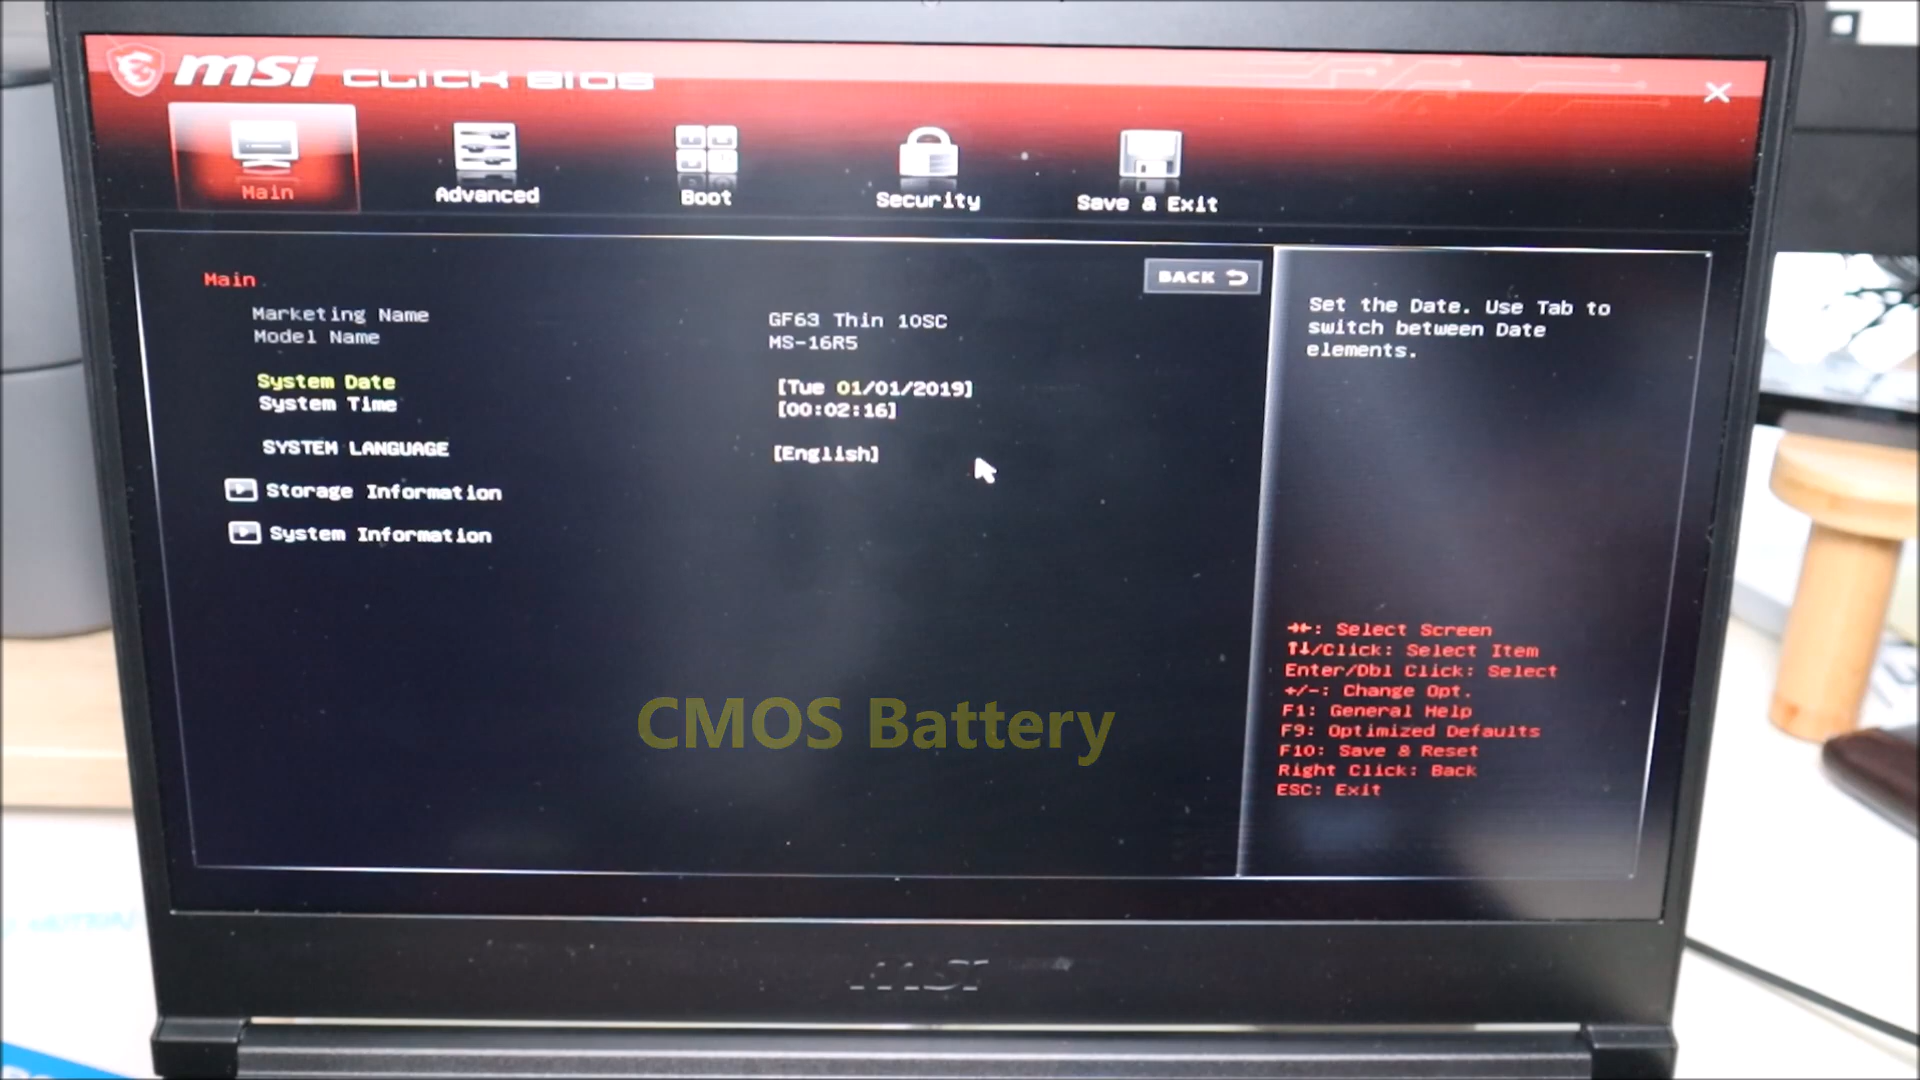 msi CLICK BIOS
Main
Advanced
Boot
Security
Save & Exit
Main
BACK
Marketing Name GF63 Thin 10SC
Model Name MS-16R5
System Date [Tue 01/01/2019]
System Time [00:02:16]
SYSTEM LANGUAGE [English]
Storage Information
System Information
Set the Date. Use Tab to
switch between Date
elements.
→←: Select Screen
↑↓/Click: Select Item
Enter/Dbl Click: Select
+/-: Change Opt.
F1: General Help
F9: Optimized Defaults
F10: Save & Reset
Right Click: Back
ESC: Exit
CMOS Battery
msi